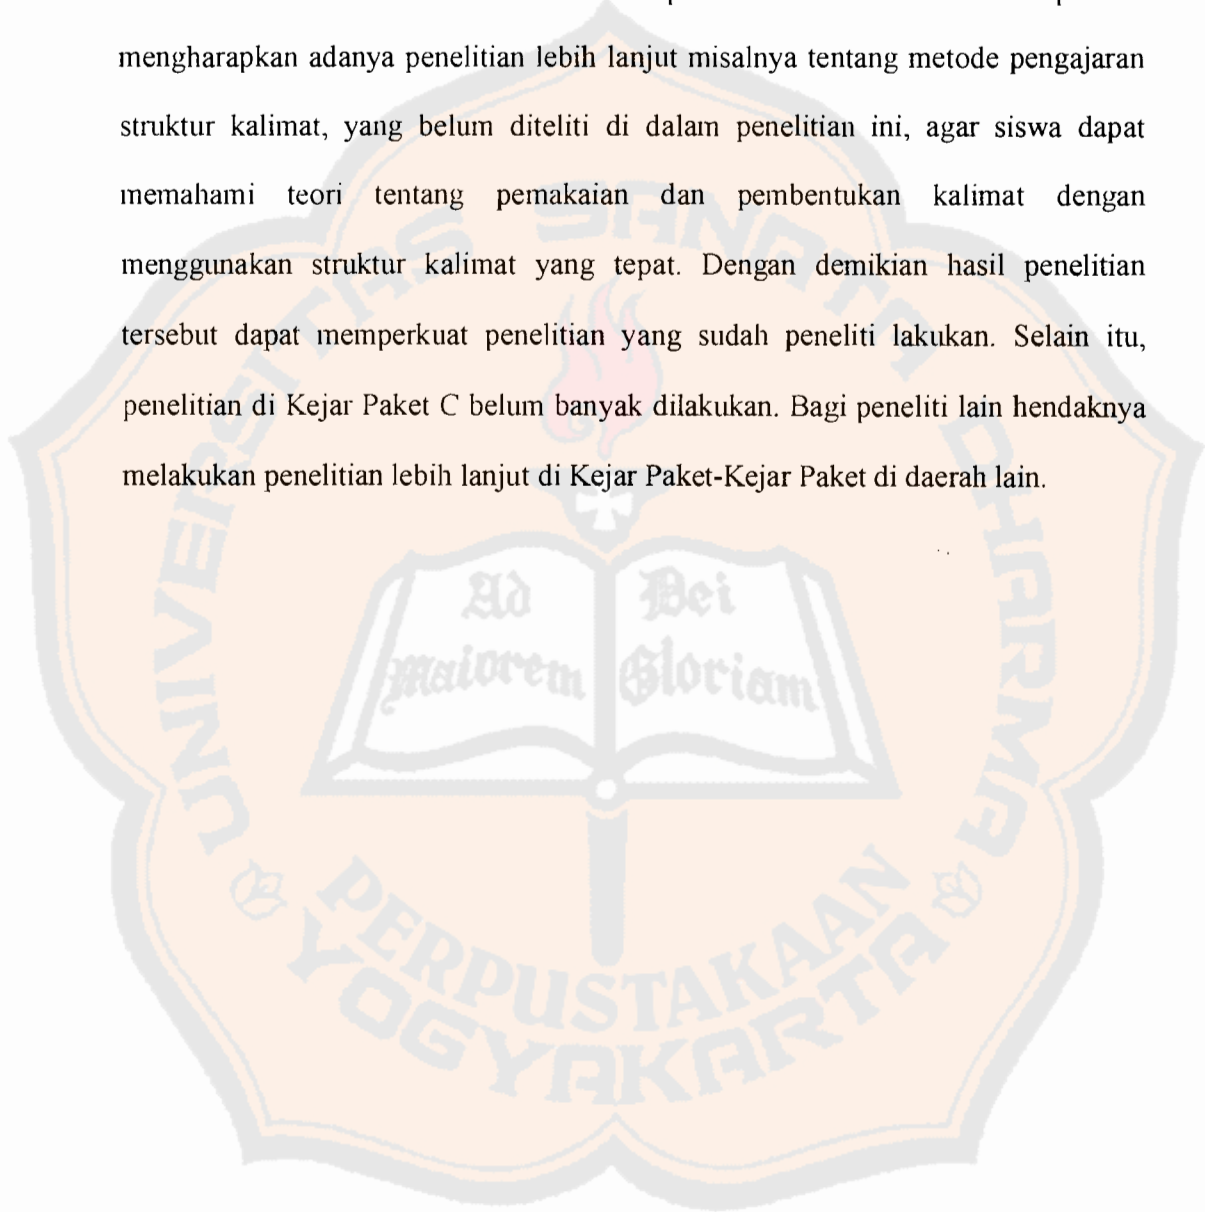 mengharapkan adanya penelitian lebih lanjut misalnya tentang metode pengajaran
struktur kalimat, yang belum diteliti di dalam penelitian ini, agar siswa dapat
memahami teori tentang pemakaian dan pembentukan kalimat dengan
menggunakan struktur kalimat yang tepat. Dengan demikian hasil penelitian
tersebut dapat memperkuat penelitian yang sudah peneliti lakukan. Selain itu,
penelitian di Kejar Paket C belum banyak dilakukan. Bagi peneliti lain hendaknya
melakukan penelitian lebih lanjut di Kejar Paket-Kejar Paket di daerah lain.
UNIVERSITAS SANATA DHARMA
Ad Dei
Maiorem Gloriam
PERPUSTAKAAN
YOGYAKARTA